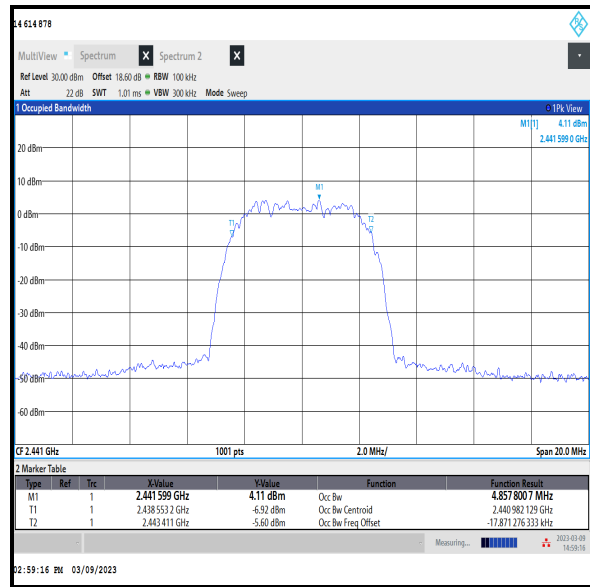 14 614 878
R S
MultiView Spectrum X Spectrum 2 X
Ref Level 30.00 dBm Offset 18.60 dB RBW 100 kHz
Att 22 dB SWT 1.01 ms VBW 300 kHz Mode Sweep
1 Occupied Bandwidth 1Pk View
M1[1] 4.11 dBm
2.441 599 0 GHz
20 dBm
10 dBm
M1
0 dBm
T1
T2
-10 dBm
-20 dBm
-30 dBm
-40 dBm
-50 dBm
-60 dBm
CF 2.441 GHz 1001 pts 2.0 MHz/ Span 20.0 MHz
2 Marker Table
Type Ref Trc X-Value Y-Value Function Function Result
M1 1 2.441 599 GHz 4.11 dBm Occ Bw 4.857 800 7 MHz
T1 1 2.438 553 2 GHz -6.92 dBm Occ Bw Centroid 2.440 982 129 GHz
T2 1 2.443 411 GHz -5.60 dBm Occ Bw Freq Offset -17.871 276 333 kHz
Measuring... 2023-03-09
14:59:16
02:59:16 PM 03/09/2023